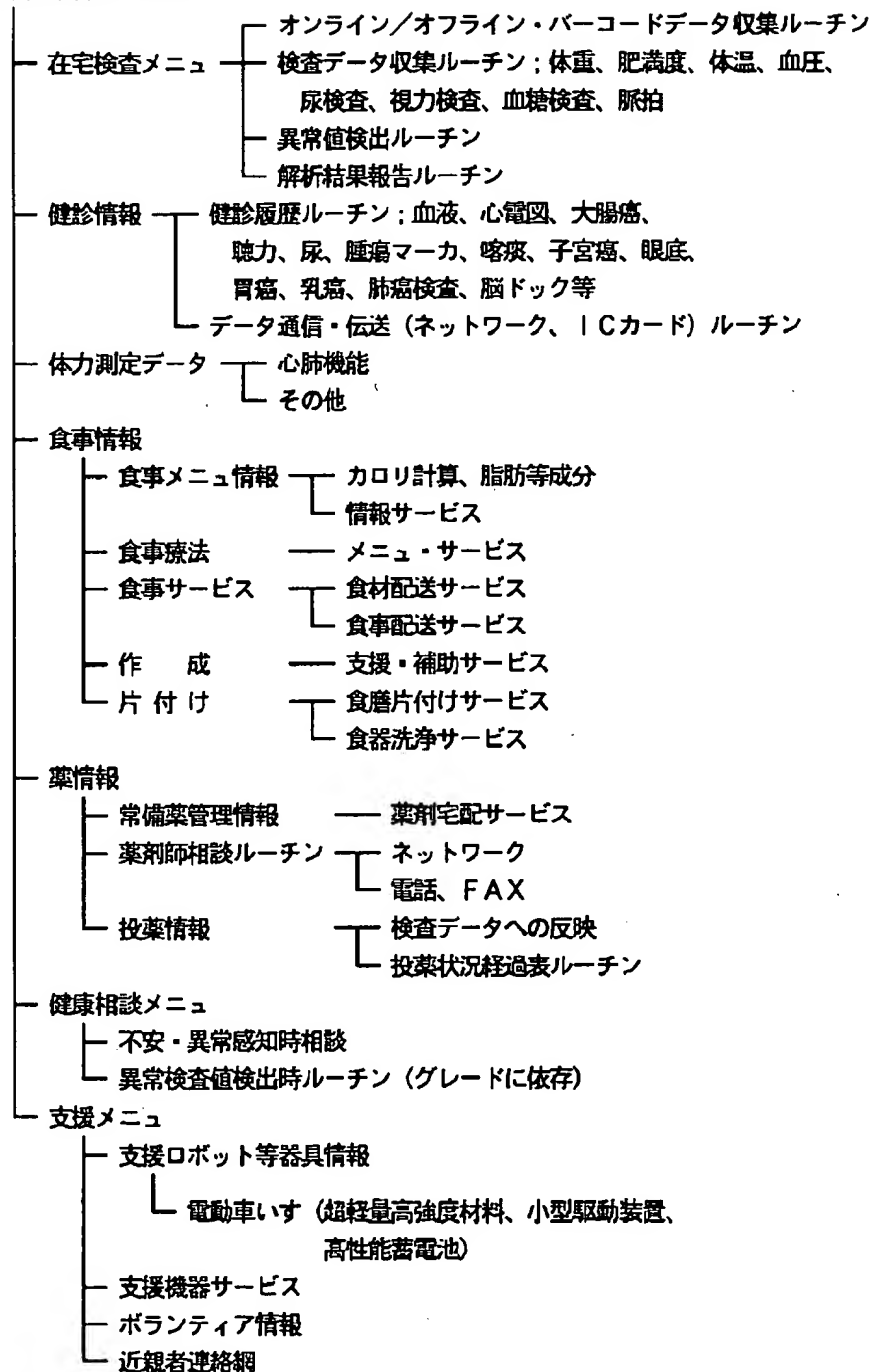 オンライン／オフライン・バーコードデータ収集ルーチン
在宅検査メニュ 検査データ収集ルーチン；体重、肥満度、体温、血圧、
尿検査、視力検査、血糖検査、脈拍
異常値検出ルーチン
解析結果報告ルーチン
健診情報 健診履歴ルーチン；血液、心電図、大腸癌、
聴力、尿、腫瘍マーカ、喀痰、子宮癌、眼底、
胃癌、乳癌、肺癌検査、脳ドック等
データ通信・伝送（ネットワーク、ＩＣカード）ルーチン
体力測定データ 心肺機能
その他
食事情報
食事メニュ情報 カロリ計算、脂肪等成分
情報サービス
食事療法 メニュ・サービス
食事サービス 食材配送サービス
食事配送サービス
作　成 支援・補助サービス
片付け 食膳片付けサービス
食器洗浄サービス
薬情報
常備薬管理情報 薬剤宅配サービス
薬剤師相談ルーチン ネットワーク
電話、ＦＡＸ
投薬情報 検査データへの反映
投薬状況経過表ルーチン
健康相談メニュ
不安・異常感知時相談
異常検査値検出時ルーチン（グレードに依存）
支援メニュ
支援ロボット等器具情報
電動車いす（超軽量高強度材料、小型駆動装置、
高性能蓄電池）
支援機器サービス
ボランティア情報
近親者連絡網